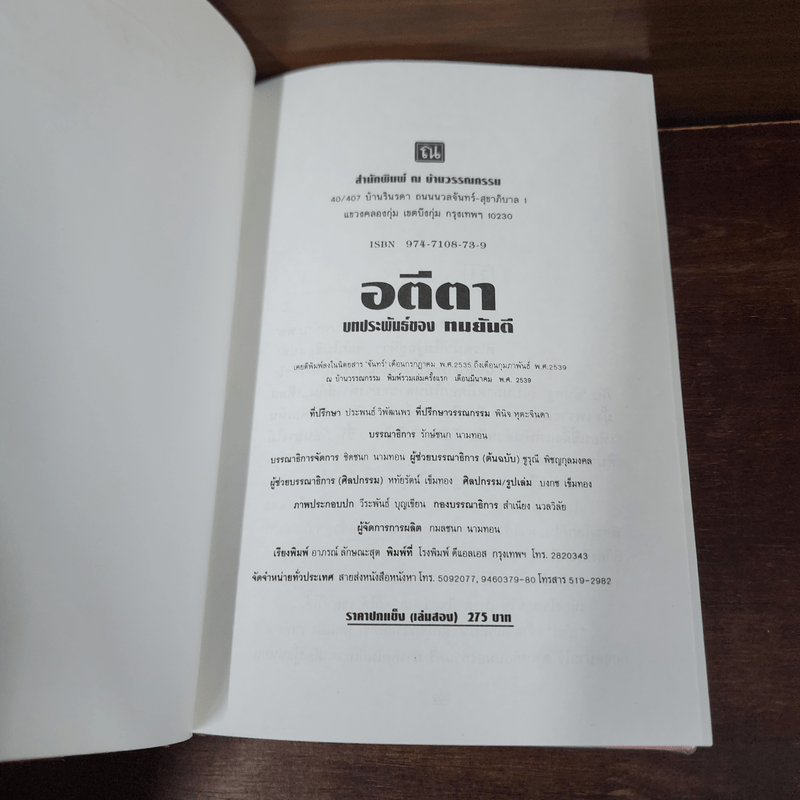 ณ
สำนักพิมพ์ ณ บ้านวรรณกรรม
40/407 บ้านรินรดา ถนนนวลจันทร์-สุขาภิบาล 1
แขวงคลองกุ่ม เขตบึงกุ่ม กรุงเทพฯ 10230
ISBN 974-7108-73-9
อตีตา
บทประพันธ์ของ ทมยันตี
เคยตีพิมพ์ลงในนิตยสาร "จันทร์" เดือนกรกฎาคม พ.ศ.2535 ถึงเดือนกุมภาพันธ์ พ.ศ.2539
ณ บ้านวรรณกรรม พิมพ์รวมเล่มครั้งแรก เดือนมีนาคม พ.ศ. 2539
ที่ปรึกษา ประพนธ์ วิพัฒนพร ที่ปรึกษาวรรณกรรม พินิจ หุตะจินดา
บรรณาธิการ รักษ์ชนก นามทอน
บรรณาธิการจัดการ ชิดชนก นามทอน ผู้ช่วยบรรณาธิการ (ต้นฉบับ) ชูรุณี พิชญกุลมงคล
ผู้ช่วยบรรณาธิการ (ศิลปกรรม) หทัยรัตน์ เข็มทอง ศิลปกรรม/รูปเล่ม บงกช เข็มทอง
ภาพประกอบปก วีระพันธ์ บุญเขียน กองบรรณาธิการ สำเนียง นวลวิลัย
ผู้จัดการการผลิต กมลชนก นามทอน
เรียงพิมพ์ อาภรณ์ ลักษณะสุต พิมพ์ที่ โรงพิมพ์ ดีแอลเอส กรุงเทพฯ โทร. 2820343
จัดจำหน่ายทั่วประเทศ สายส่งหนังสือหนังหา โทร. 5092077, 9460379-80 โทรสาร 519-2982
ราคาปกแข็ง (เล่มสอง) 275 บาท